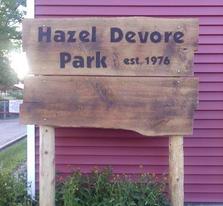 Hazel Devore
Park est. 1976